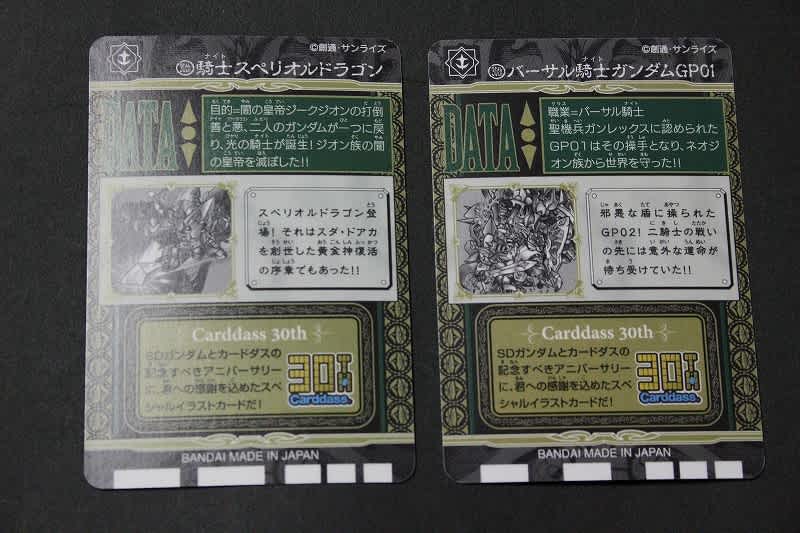 ©創通・サンライズ
騎士スペリオルドラゴン
ナイト
DATA
目的=闇の皇帝ジークジオンの打倒
善と悪、二人のガンダムが一つに戻
り、光の騎士が誕生!ジオン族の闇
の皇帝を滅ぼした!!
スペリオルドラゴン登
場!それはスダ・ドアカ
を創世した黄金神復活
の序章でもあった!!
Carddass 30th
SDガンダムとカードダスの
記念すべきアニバーサリー
に、君への感謝を込めたスペ
シャルイラストカードだ!
30TH
Carddass
BANDAI MADE IN JAPAN
©創通・サンライズ
バーサル騎士ガンダムGP01
ナイト
DATA
職業=バーサル騎士
聖機兵ガンレックスに認められた
GP01はその操手となり、ネオジ
オン族から世界を守った!!
邪悪な盾に操られた
GP02!二騎士の戦い
の先には意外な運命が
待ち受けていた!!
Carddass 30th
SDガンダムとカードダスの
記念すべきアニバーサリー
に、君への感謝を込めたスペ
シャルイラストカードだ!
30TH
Carddass
BANDAI MADE IN JAPAN